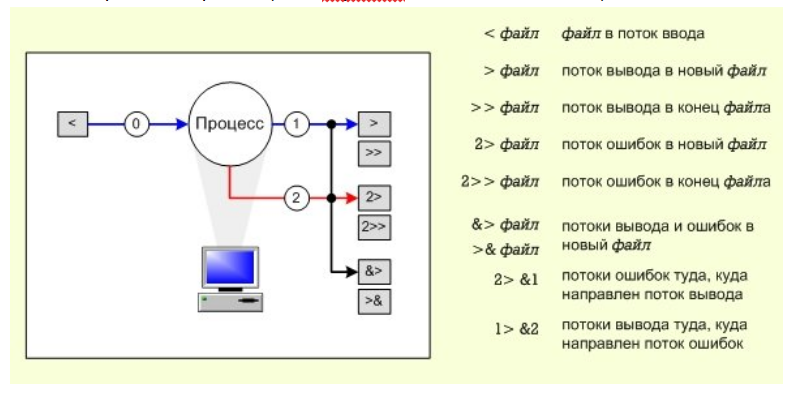 < файл файл в поток ввода
> файл поток вывода в новый файл
>> файл поток вывода в конец файла
2> файл поток ошибок в новый файл
2>> файл поток ошибок в конец файла
&> файл
>& файл
потоки вывода и ошибок в
новый файл
2> &1 потоки ошибок туда, куда
направлен поток вывода
1> &2 потоки вывода туда, куда
направлен поток ошибок
< 0 Процесс 1 >
>>
2 2>
2>>
&>
>&